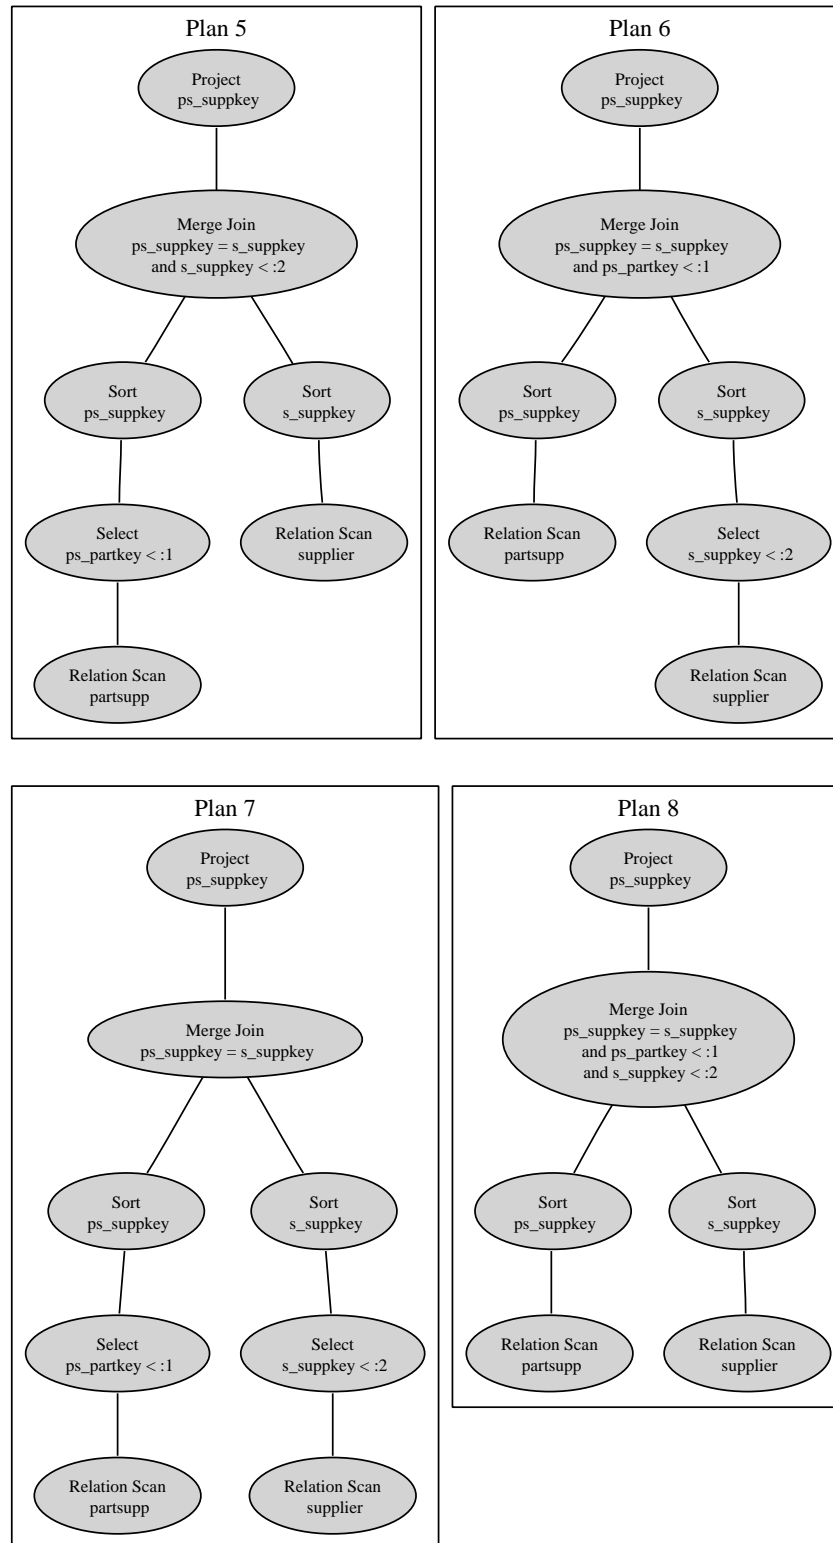 Plan 5
Project
ps_suppkey
Merge Join
ps_suppkey = s_suppkey
and s_suppkey < :2
Sort
ps_suppkey
Sort
s_suppkey
Select
ps_partkey < :1
Relation Scan
supplier
Relation Scan
partsupp
Plan 6
Project
ps_suppkey
Merge Join
ps_suppkey = s_suppkey
and ps_partkey < :1
Sort
ps_suppkey
Sort
s_suppkey
Relation Scan
partsupp
Select
s_suppkey < :2
Relation Scan
supplier
Plan 7
Project
ps_suppkey
Merge Join
ps_suppkey = s_suppkey
Sort
ps_suppkey
Sort
s_suppkey
Select
ps_partkey < :1
Select
s_suppkey < :2
Relation Scan
partsupp
Relation Scan
supplier
Plan 8
Project
ps_suppkey
Merge Join
ps_suppkey = s_suppkey
and ps_partkey < :1
and s_suppkey < :2
Sort
ps_suppkey
Sort
s_suppkey
Relation Scan
partsupp
Relation Scan
supplier